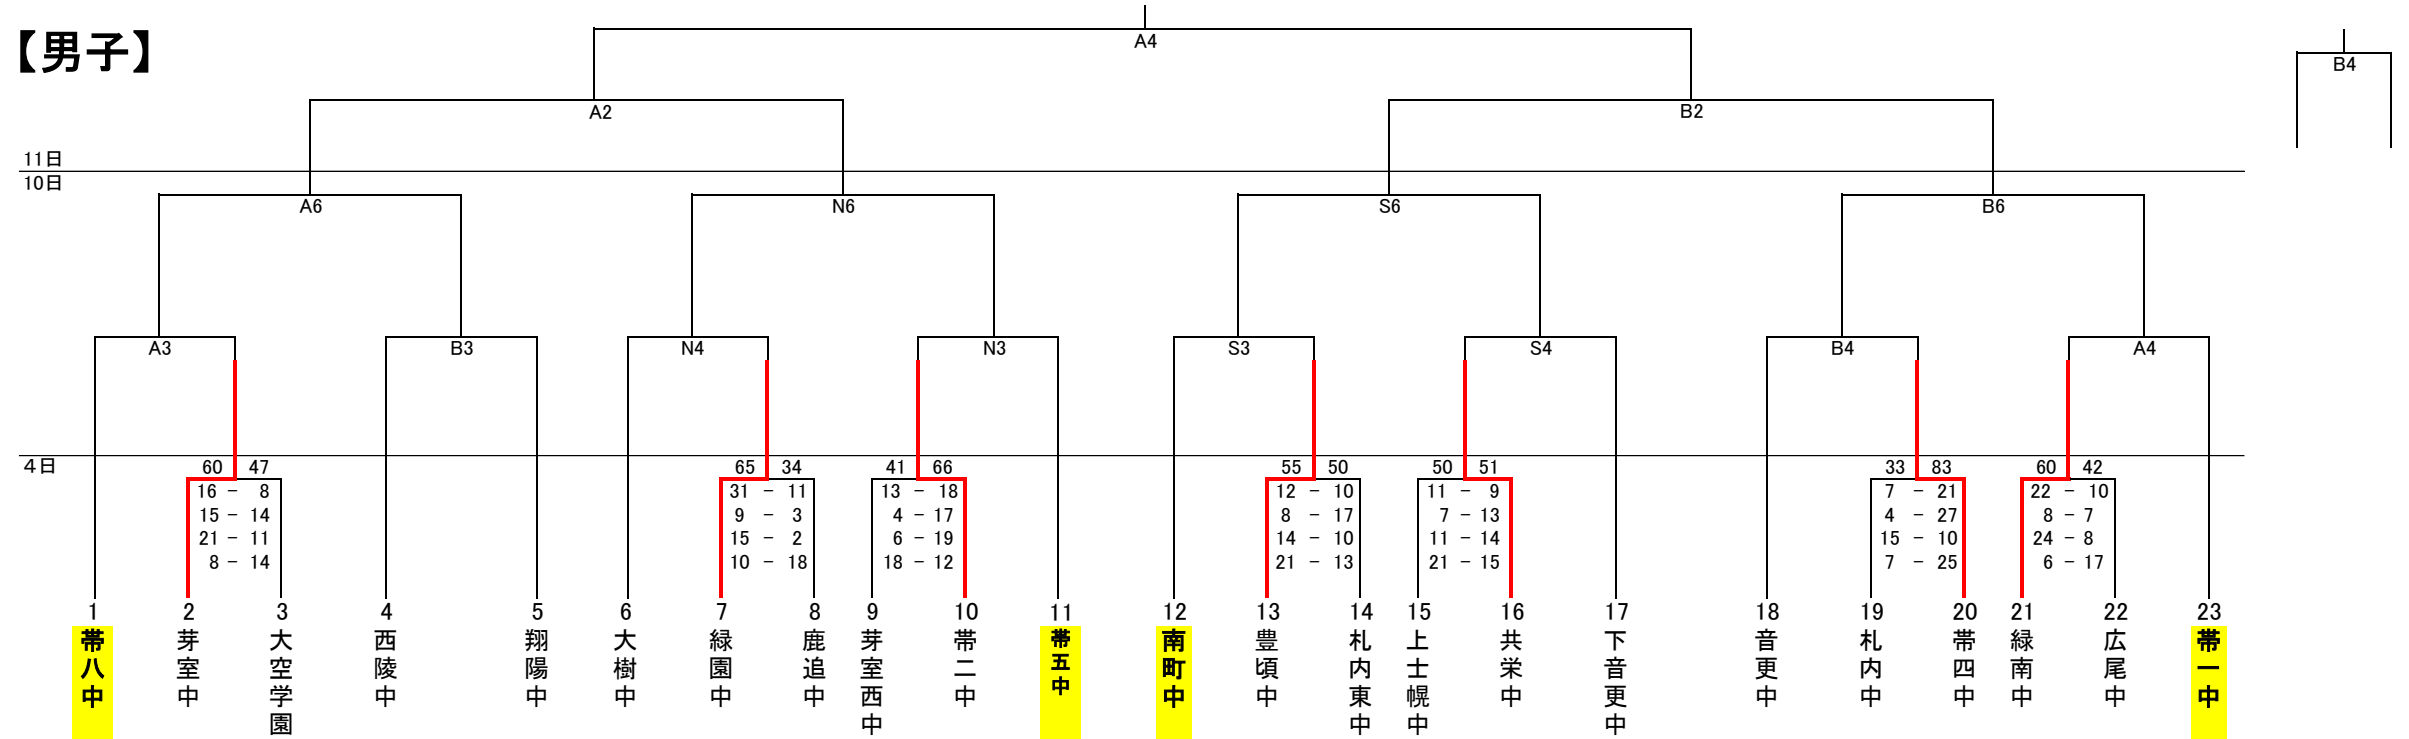 【男子】
A4
B4
A2
B2
11日
10日
A6
N6
S6
B6
A3
B3
N4
N3
S3
S4
B4
A4
4日
60 47
65 34
41 66
55 50
50 51
33 83
60 42
16 - 8
31 - 11
13 - 18
12 - 10
11 - 9
7 - 21
22 - 10
15 - 14
9 - 3
4 - 17
8 - 17
7 - 13
4 - 27
8 - 7
21 - 11
15 - 2
6 - 19
14 - 10
11 - 14
15 - 10
24 - 8
8 - 14
10 - 18
18 - 12
21 - 13
21 - 15
7 - 25
6 - 17
1
帯八中
2
芽室中
3
大空学園
4
西陵中
5
翔陽中
6
大樹中
7
緑園中
8
鹿追中
9
芽室西中
10
帯二中
11
帯五中
12
南町中
13
豊頃中
14
札内東中
15
上士幌中
16
共栄中
17
下音更中
18
音更中
19
札内中
20
帯四中
21
緑南中
22
広尾中
23
帯一中